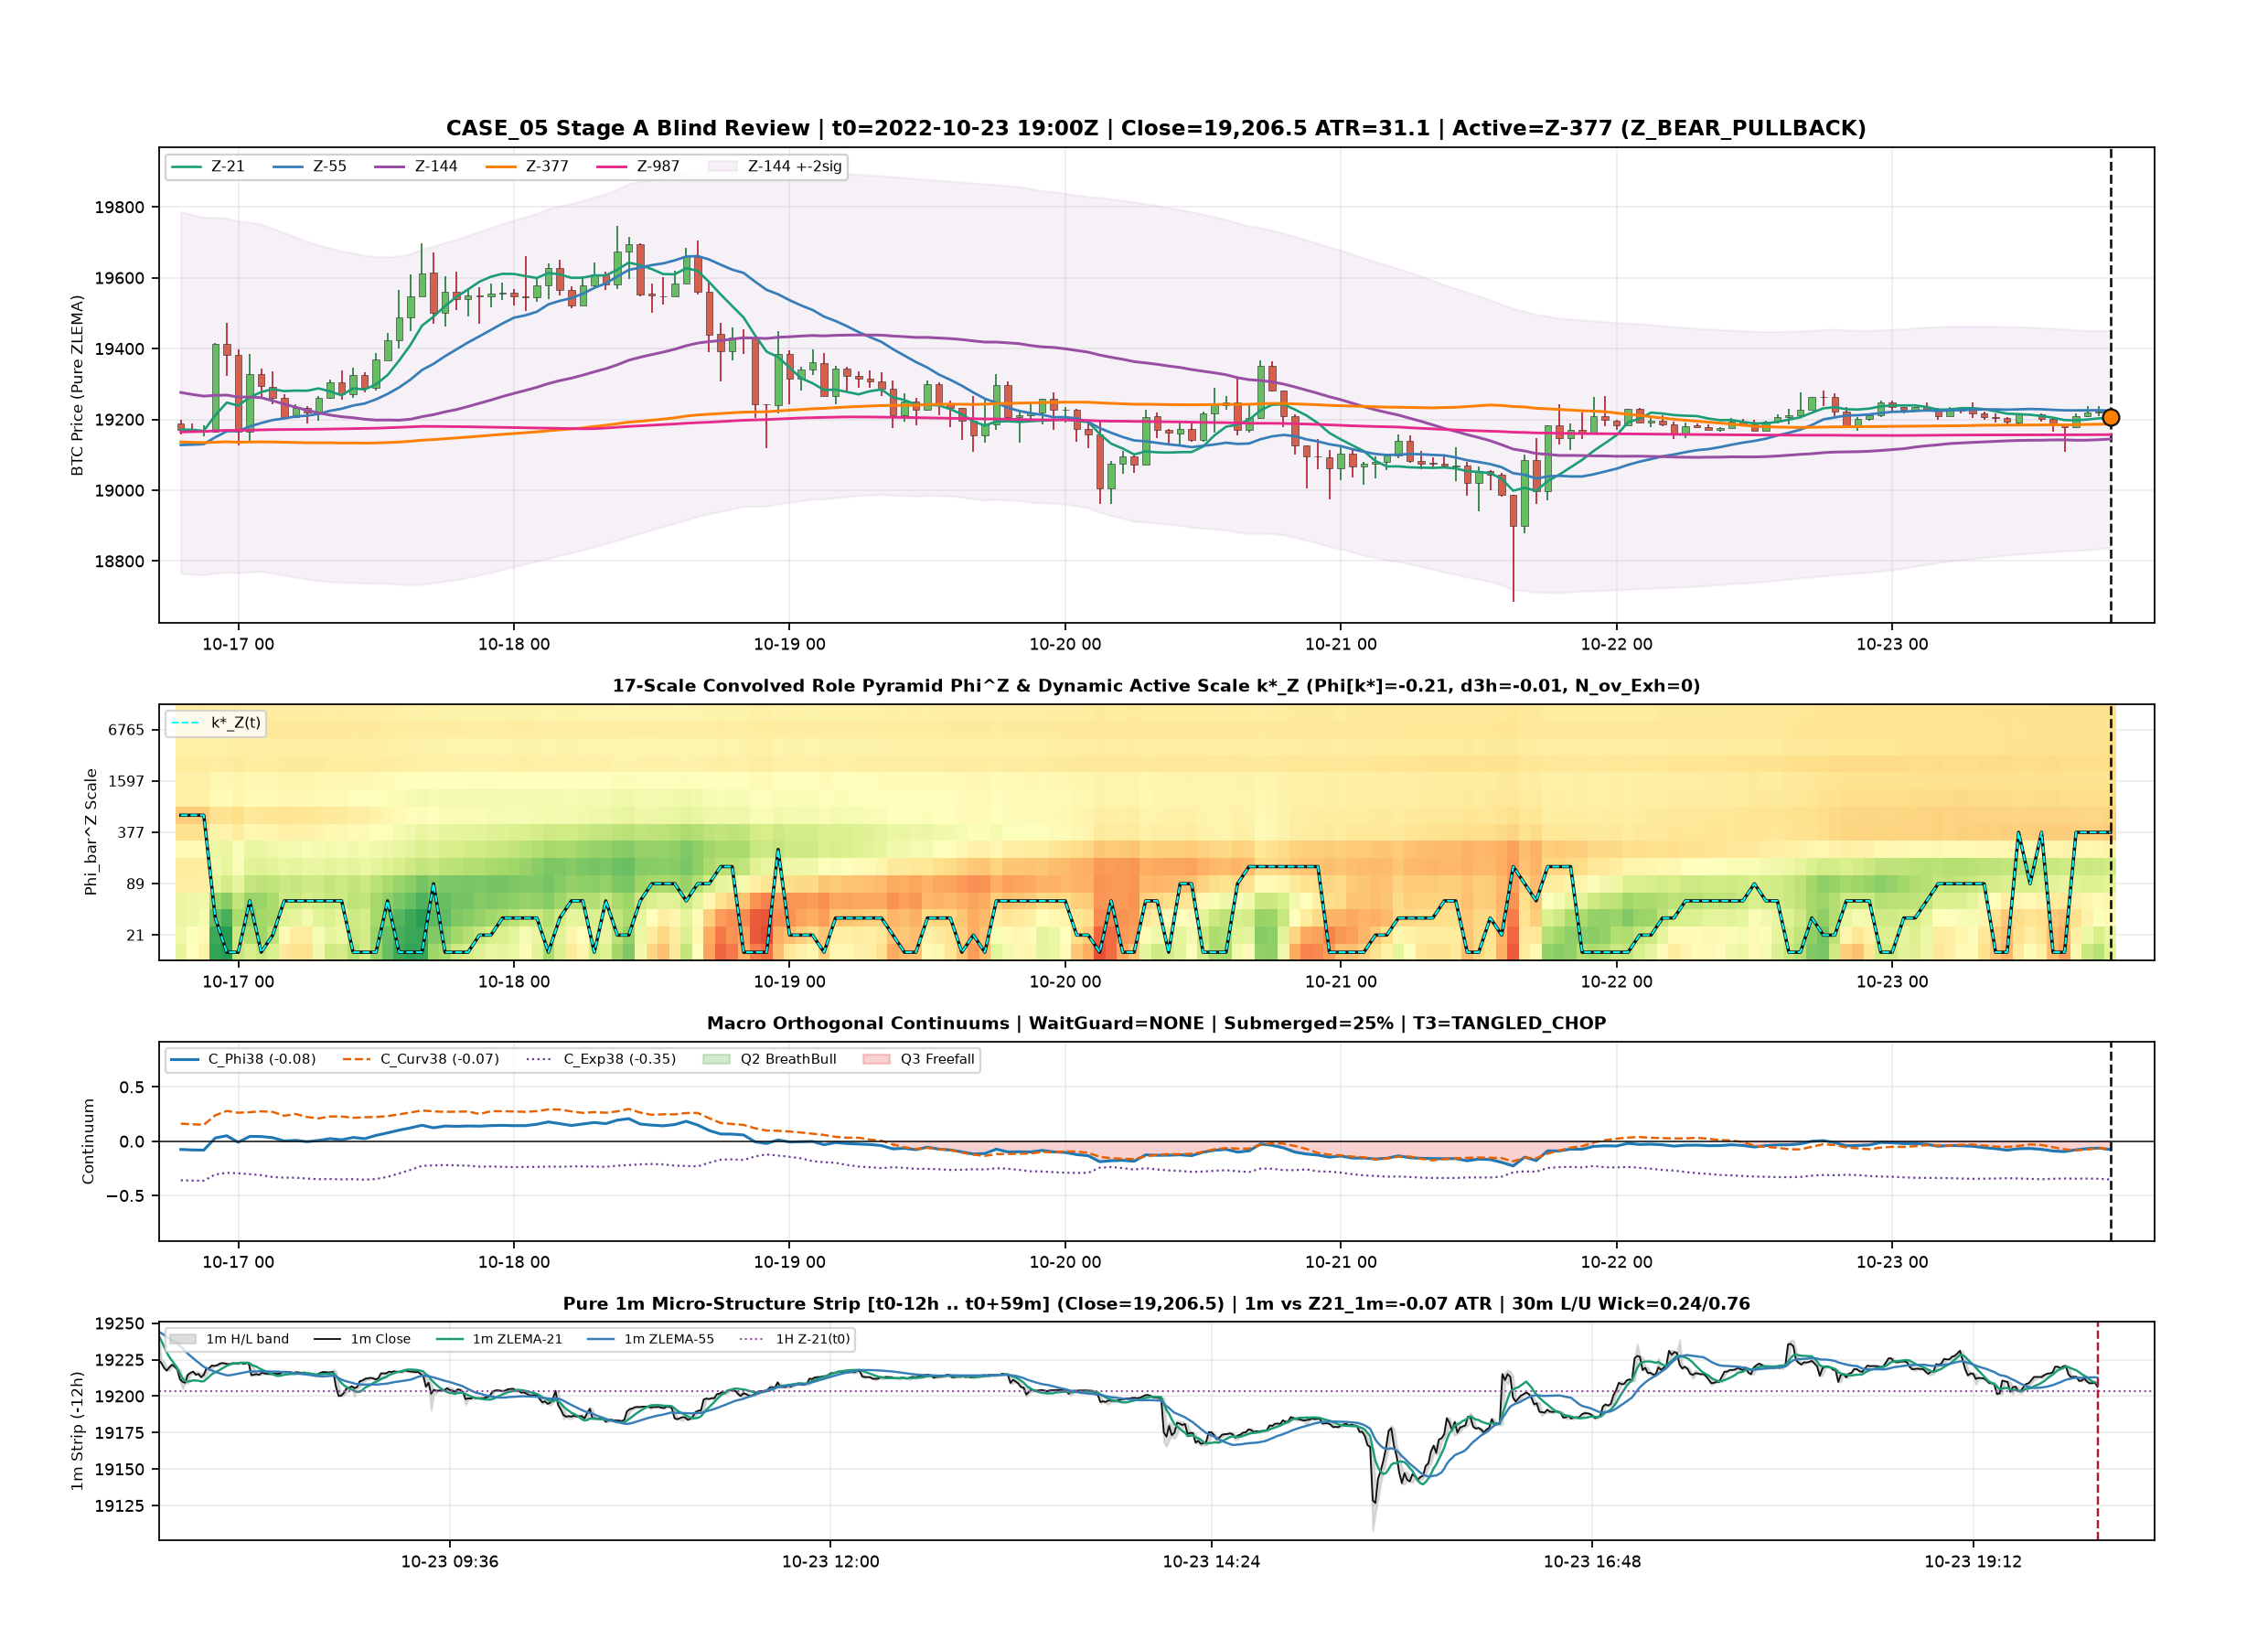 CASE_05 Stage A Blind Review | t0=2022-10-23 19:00Z | Close=19,206.5 ATR=31.1 | Active=Z-377 (Z_BEAR_PULLBACK)
Z-21 Z-55 Z-144 Z-377 Z-987 Z-144 +-2sig
BTC Price (Pure ZLEMA)
19800
19600
19400
19200
19000
18800
10-17 00 10-18 00 10-19 00 10-20 00 10-21 00 10-22 00 10-23 00
17-Scale Convolved Role Pyramid Phi^Z & Dynamic Active Scale k*_Z (Phi[k*]=-0.21, d3h=-0.01, N_ov_Exh=0)
k*_Z(t)
Phi_bar^Z Scale
6765
1597
377
89
21
10-17 00 10-18 00 10-19 00 10-20 00 10-21 00 10-22 00 10-23 00
Macro Orthogonal Continuums | WaitGuard=NONE | Submerged=25% | T3=TANGLED_CHOP
C_Phi38 (-0.08) C_Curv38 (-0.07) C_Exp38 (-0.35) Q2 BreathBull Q3 Freefall
Continuum
0.5
0.0
−0.5
10-17 00 10-18 00 10-19 00 10-20 00 10-21 00 10-22 00 10-23 00
Pure 1m Micro-Structure Strip [t0-12h .. t0+59m] (Close=19,206.5) | 1m vs Z21_1m=-0.07 ATR | 30m L/U Wick=0.24/0.76
1m H/L band 1m Close 1m ZLEMA-21 1m ZLEMA-55 1H Z-21(t0)
1m Strip (-12h)
19250
19225
19200
19175
19150
19125
10-23 09:36 10-23 12:00 10-23 14:24 10-23 16:48 10-23 19:12